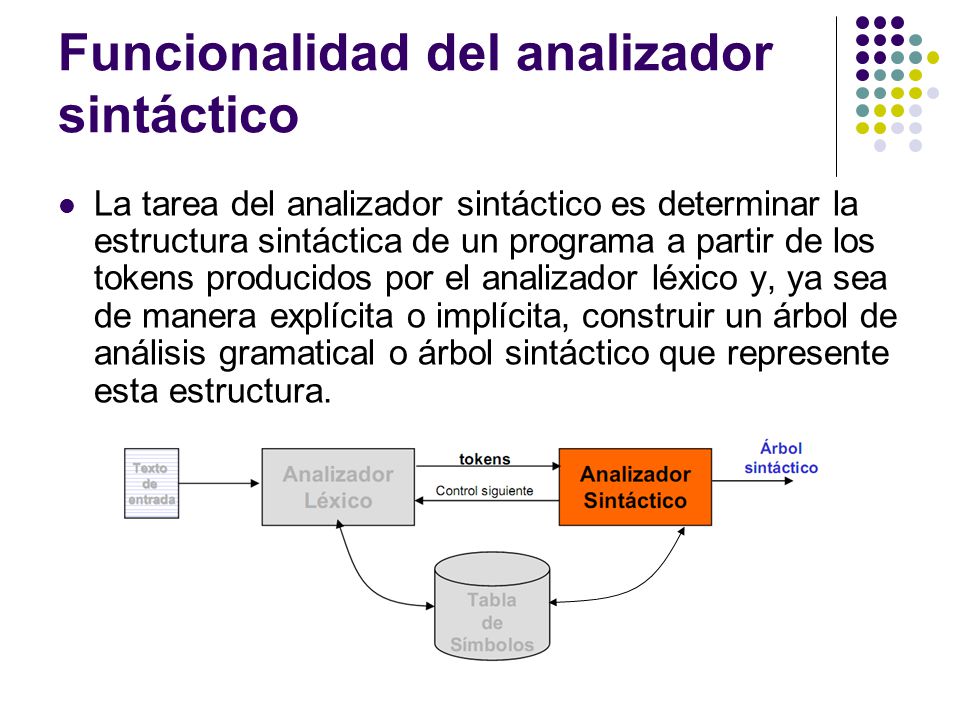 Funcionalidad del analizador
sintáctico
La tarea del analizador sintáctico es determinar la
estructura sintáctica de un programa a partir de los
tokens producidos por el analizador léxico y, ya sea
de manera explícita o implícita, construir un árbol de
análisis gramatical o árbol sintáctico que represente
esta estructura.
Texto
de
entrada
Analizador
Léxico
tokens
Control siguiente
Analizador
Sintáctico
Árbol
sintáctico
Tabla
de
Símbolos